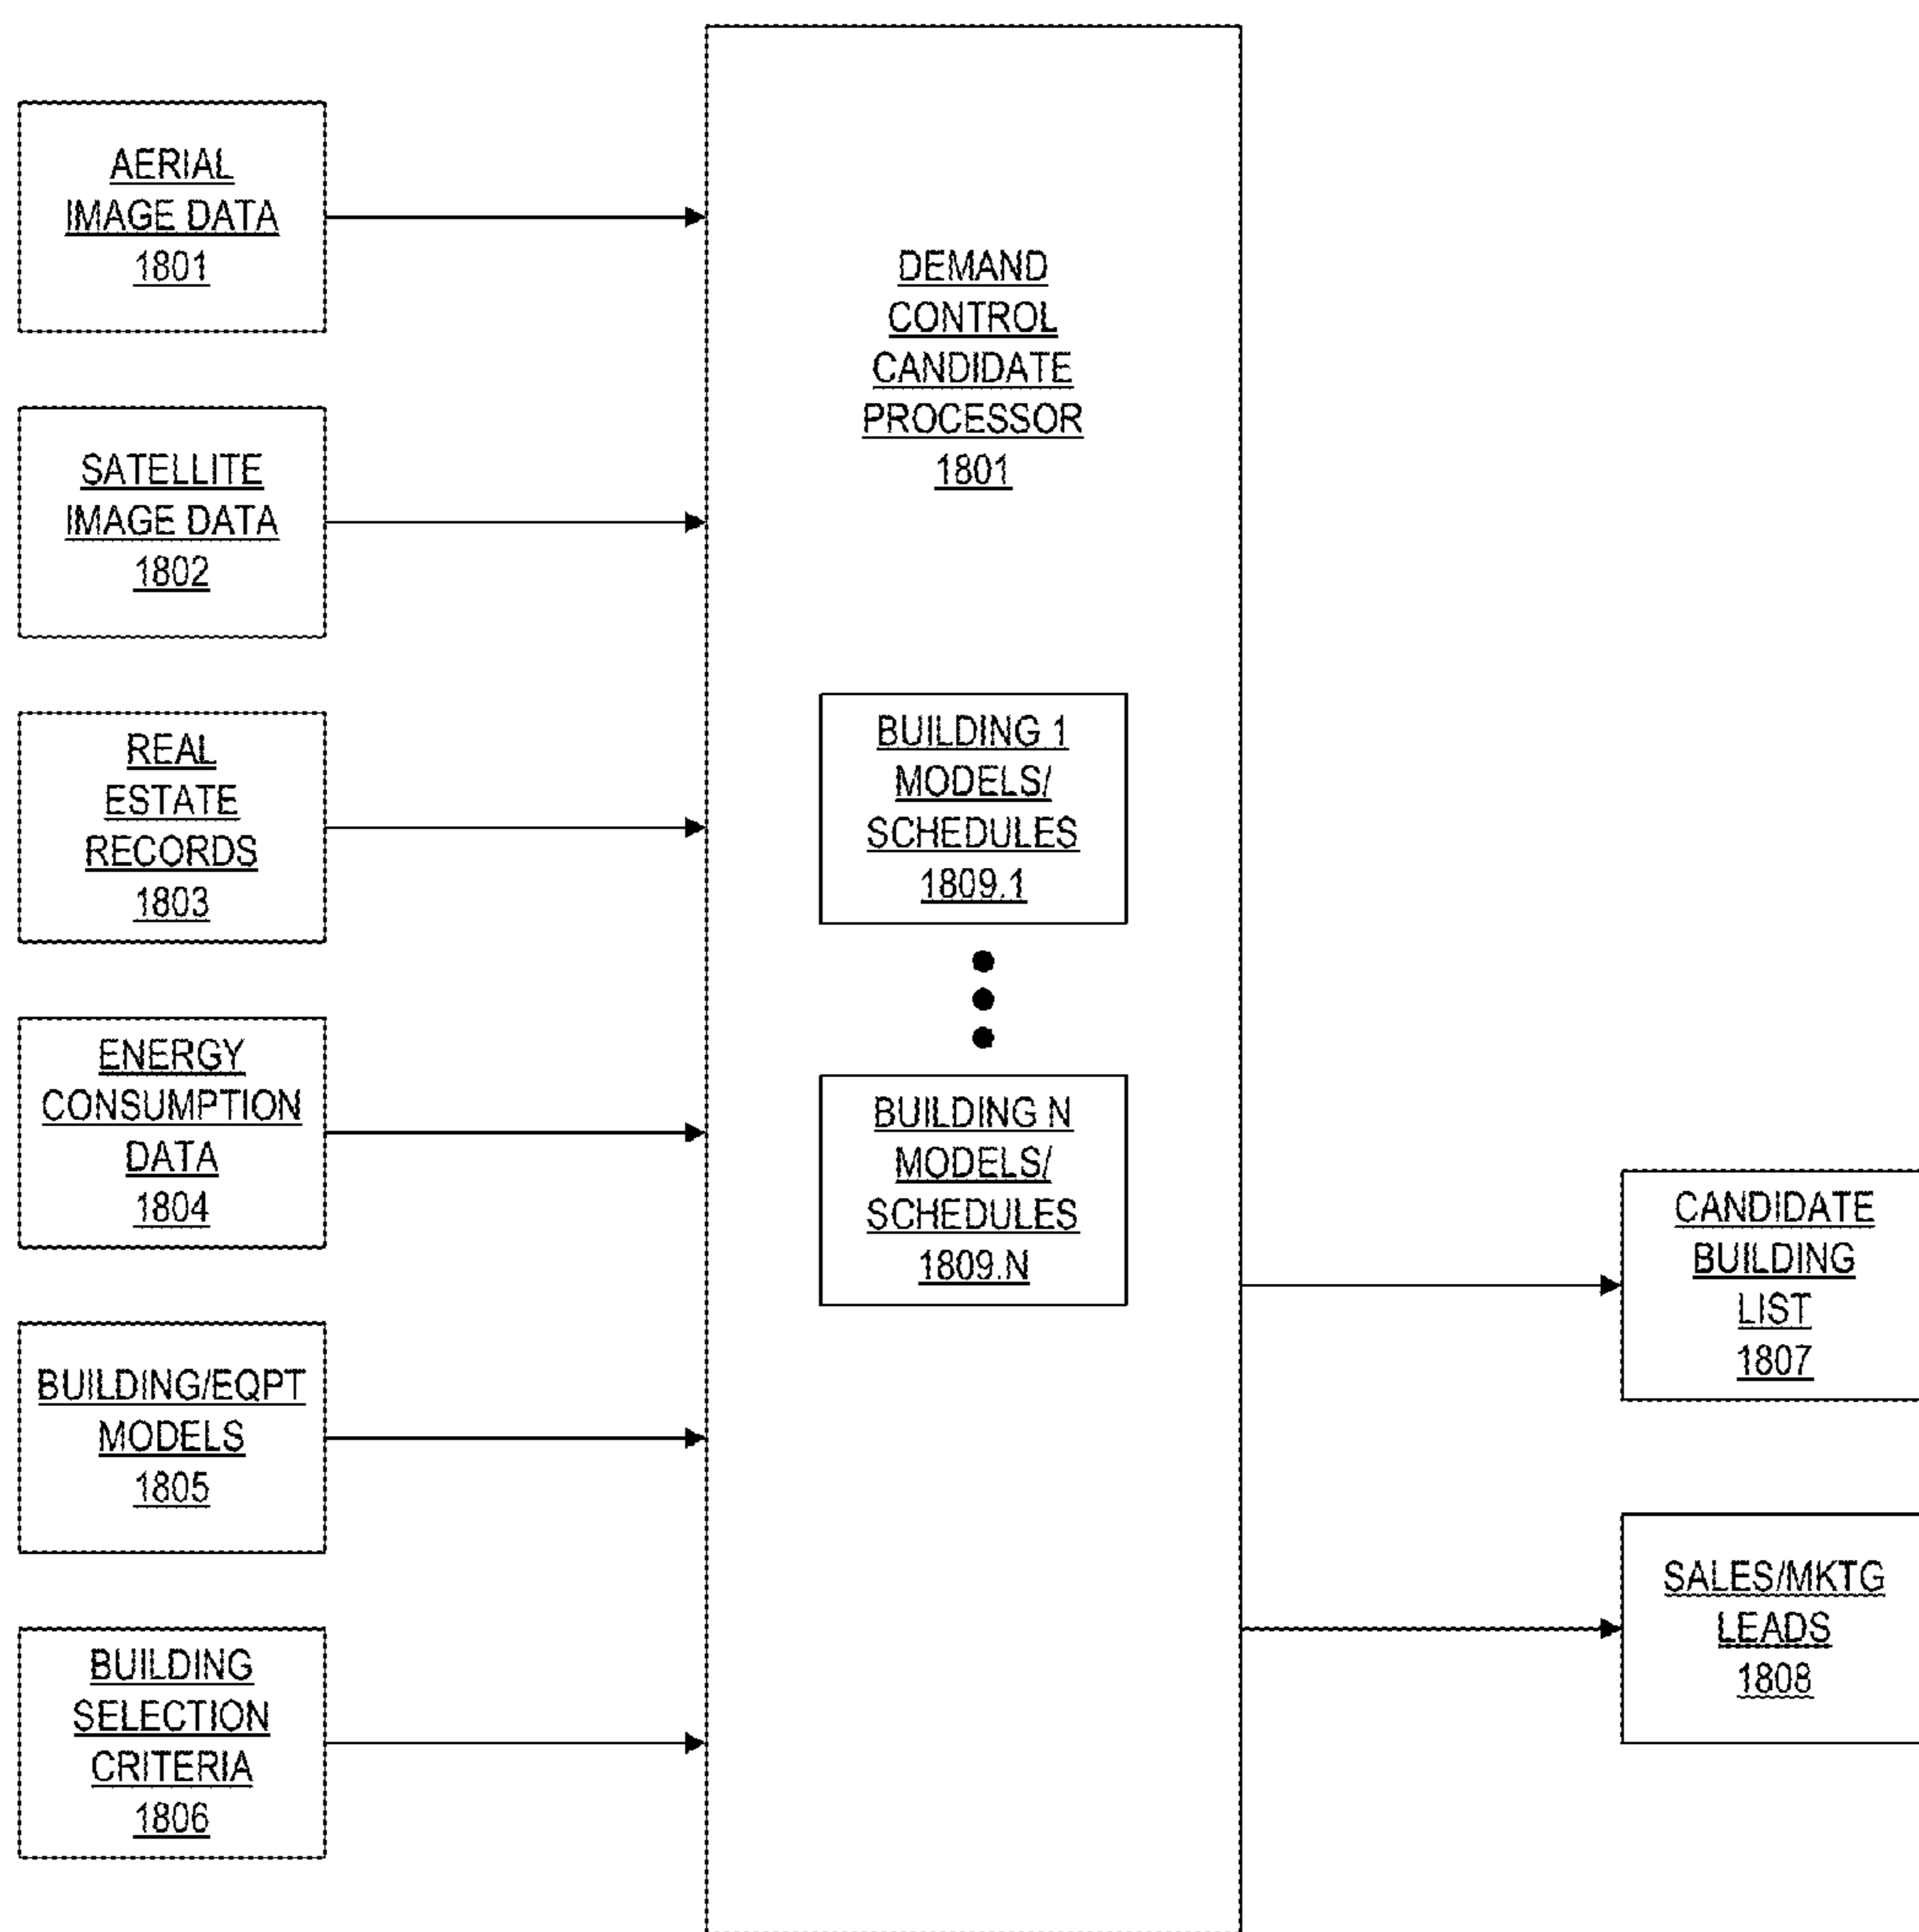 AERIAL
IMAGE DATA
1801
SATELLITE
IMAGE DATA
1802
REAL
ESTATE
RECORDS
1803
ENERGY
CONSUMPTION
DATA
1804
BUILDING/EQPT
MODELS
1805
BUILDING
SELECTION
CRITERIA
1806
DEMAND
CONTROL
CANDIDATE
PROCESSOR
1801
BUILDING 1
MODELS/
SCHEDULES
1809.1
BUILDING N
MODELS/
SCHEDULES
1809.N
CANDIDATE
BUILDING
LIST
1807
SALES/MKTG
LEADS
1808